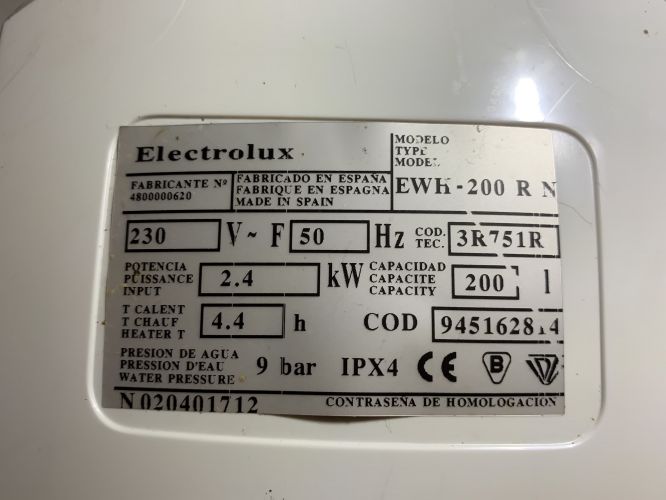 Electrolux
MODELO
TYPE
MODEL
EWH-200 R N
FABRICANTE Nº
4800000620
FABRICADO EN ESPAÑA
FABRIQUE EN ESPAGNA
MADE IN SPAIN
230 V~ F 50 Hz COD. TEC. 3R751R
POTENCIA
PUISSANCE
INPUT
2.4 kW
CAPACIDAD
CAPACITE
CAPACITY
200 l
T CALENT
T CHAUF
HEATER T
4.4 h
COD 945162814
PRESION DE AGUA
PRESSION D'EAU
WATER PRESSURE
9 bar IPX4 CE B
N 020401712
CONTRASEÑA DE HOMOLOGACION